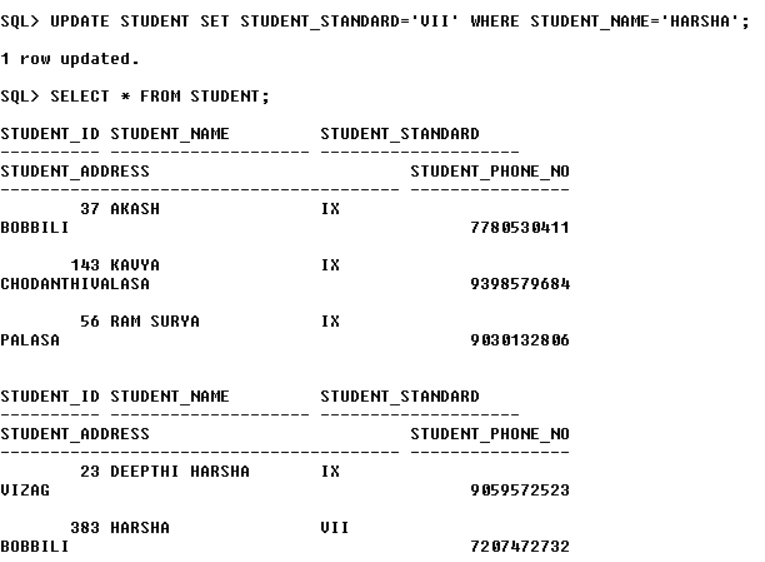 SQL> UPDATE STUDENT SET STUDENT_STANDARD='VII' WHERE STUDENT_NAME='HARSHA';
1 row updated.
SQL> SELECT * FROM STUDENT;
STUDENT_ID STUDENT_NAME         STUDENT_STANDARD
---------- -------------------- --------------------
STUDENT_ADDRESS                          STUDENT_PHONE_NO
---------------------------------------- ----------------
        37 AKASH                IX
BOBBILI                                        7780530411
       143 KAVYA                IX
CHODANTHIVALASA                                9398579684
        56 RAM SURYA            IX
PALASA                                         9030132806
STUDENT_ID STUDENT_NAME         STUDENT_STANDARD
---------- -------------------- --------------------
STUDENT_ADDRESS                          STUDENT_PHONE_NO
---------------------------------------- ----------------
        23 DEEPTHI HARSHA       IX
VIZAG                                          9059572523
       383 HARSHA               VII
BOBBILI                                        7207472732